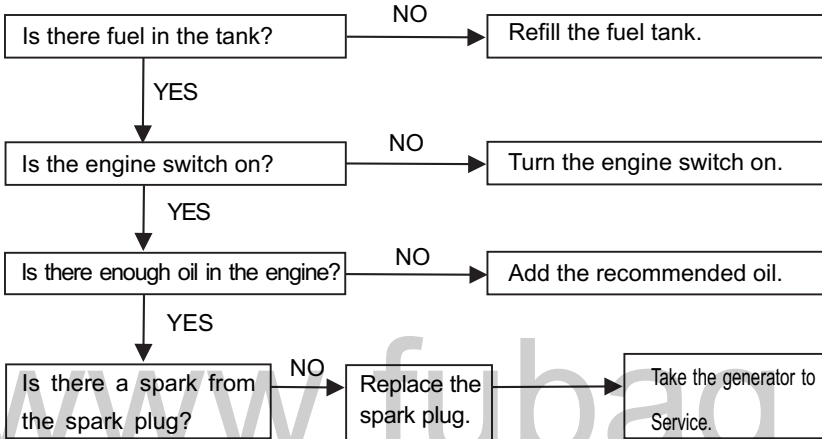 Is there fuel in the tank?
NO
Refill the fuel tank.
YES
Is the engine switch on?
NO
Turn the engine switch on.
YES
Is there enough oil in the engine?
NO
Add the recommended oil.
YES
Is there a spark from
the spark plug?
NO
Replace the
spark plug.
Take the generator to
Service.
www.fubag